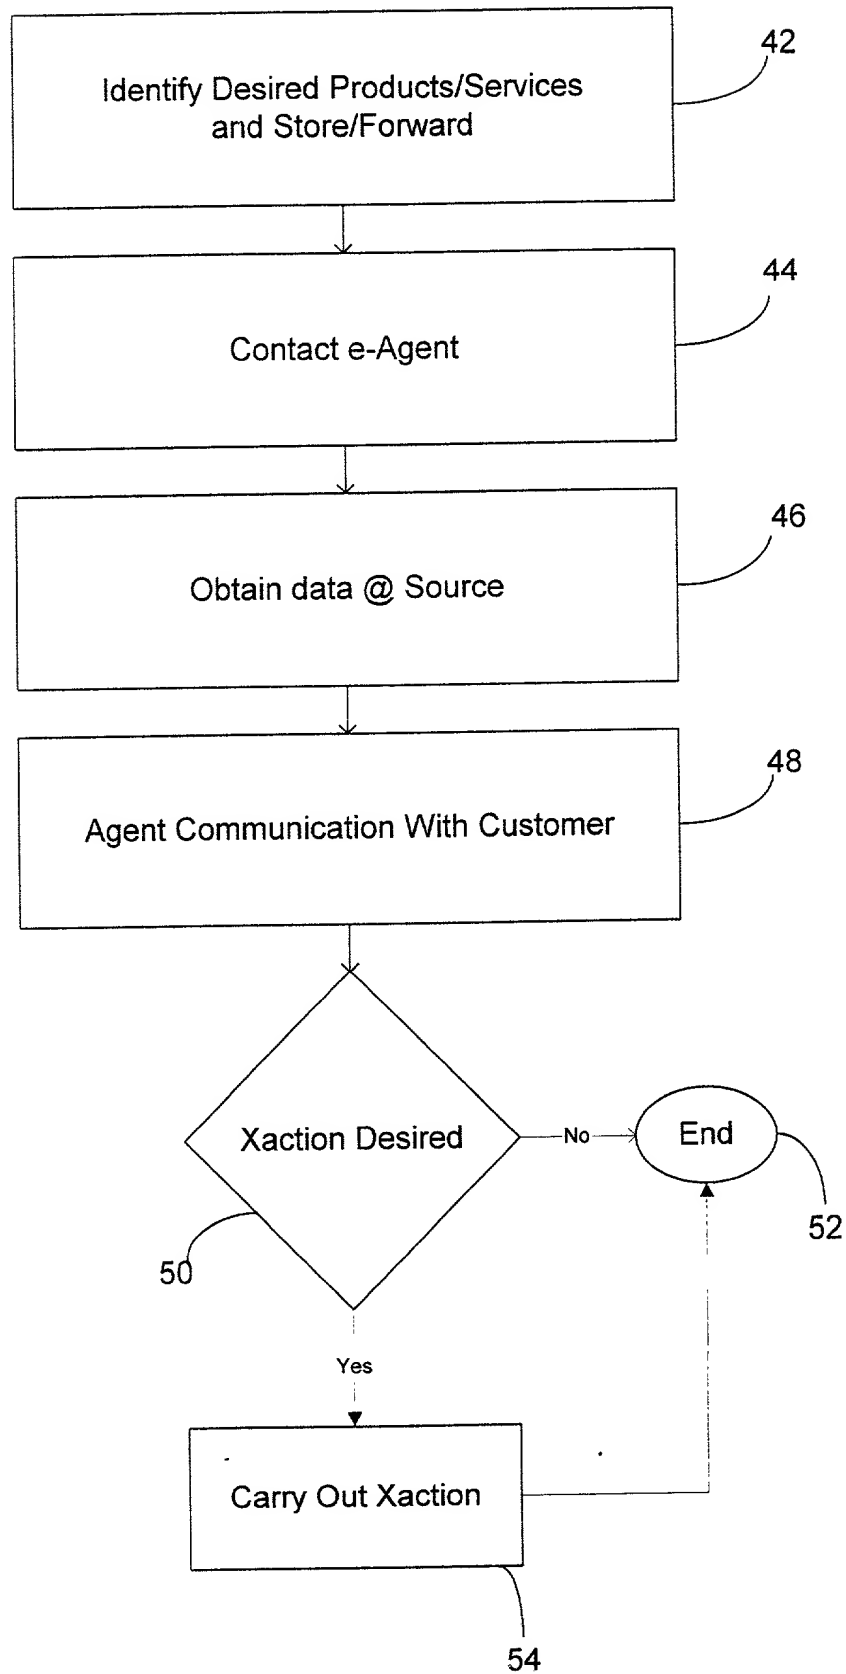 42
Identify Desired Products/Services
and Store/Forward
44
Contact e-Agent
46
Obtain data @ Source
48
Agent Communication With Customer
Xaction Desired
No
End
50
52
Yes
Carry Out Xaction
54